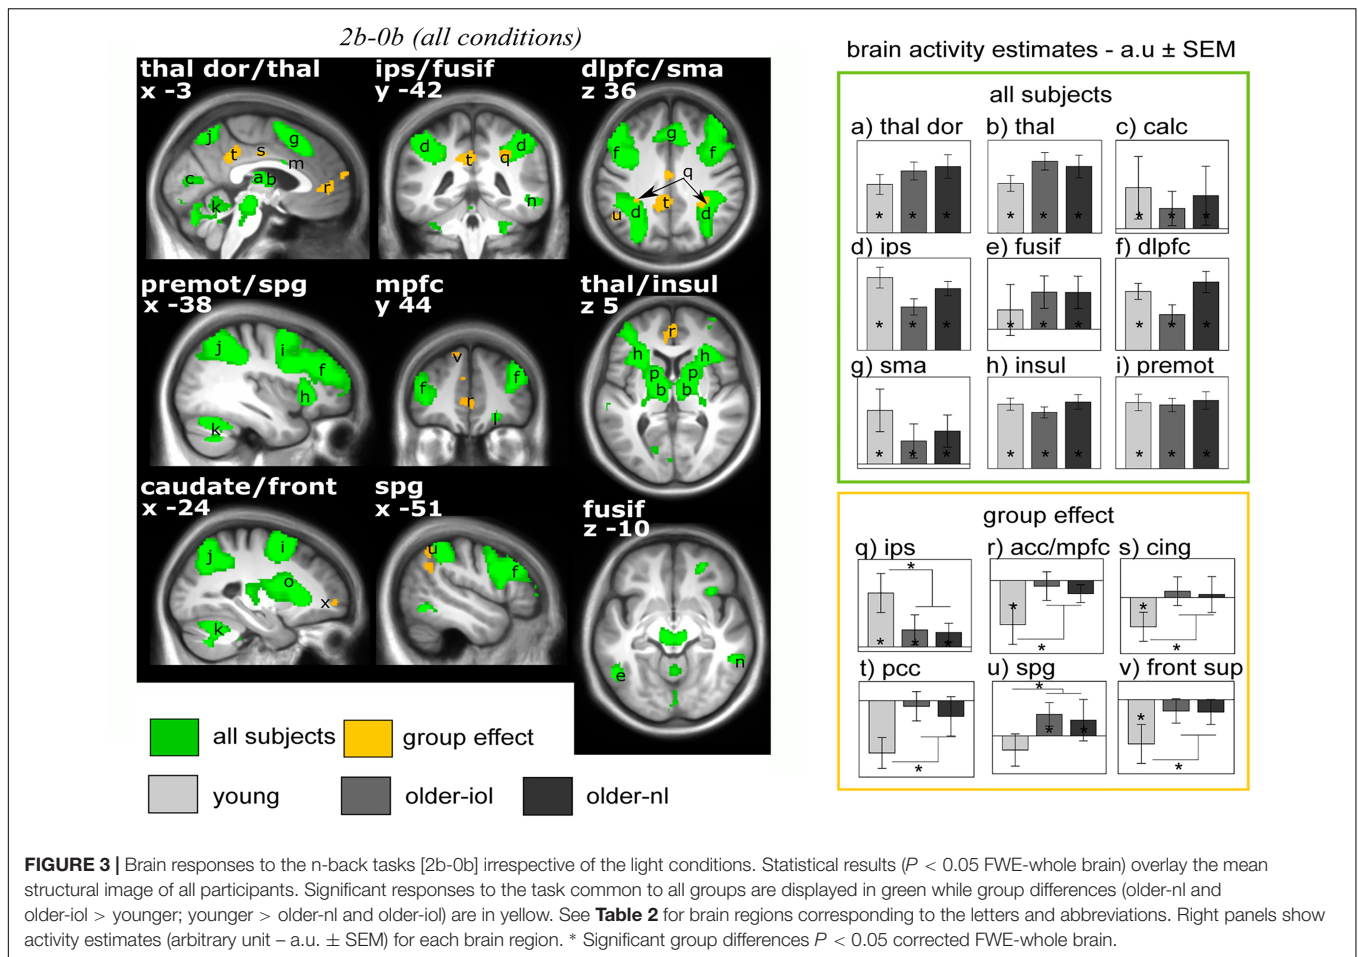 2b-0b (all conditions)
thal dor/thal
x -3
j
g
t
s
m
c
a
b
r
k
ips/fusif
y -42
d
d
t
q
n
dlpfc/sma
z 36
g
f
f
q
t
u
d
d
premot/spg
x -38
j
i
f
h
k
mpfc
y 44
v
f
f
r
l
thal/insul
z 5
r
h
h
p
p
b
b
caudate/front
x -24
j
i
o
x
k
spg
x -51
u
f
fusif
z -10
e
n
all subjects
group effect
young
older-iol
older-nl
brain activity estimates - a.u ± SEM
all subjects
a) thal dor
b) thal
c) calc
* * *
* * *
* * *
d) ips
e) fusif
f) dlpfc
* * *
* * *
* * *
g) sma
h) insul
i) premot
* * *
* * *
* * *
group effect
q) ips
r) acc/mpfc
s) cing
*
* * *
*
*
*
*
t) pcc
u) spg
v) front sup
*
*
* *
*
*
FIGURE 3 | Brain responses to the n-back tasks [2b-0b] irrespective of the light conditions. Statistical results (P < 0.05 FWE-whole brain) overlay the mean
structural image of all participants. Significant responses to the task common to all groups are displayed in green while group differences (older-nl and
older-iol > younger; younger > older-nl and older-iol) are in yellow. See Table 2 for brain regions corresponding to the letters and abbreviations. Right panels show
activity estimates (arbitrary unit – a.u. ± SEM) for each brain region. * Significant group differences P < 0.05 corrected FWE-whole brain.